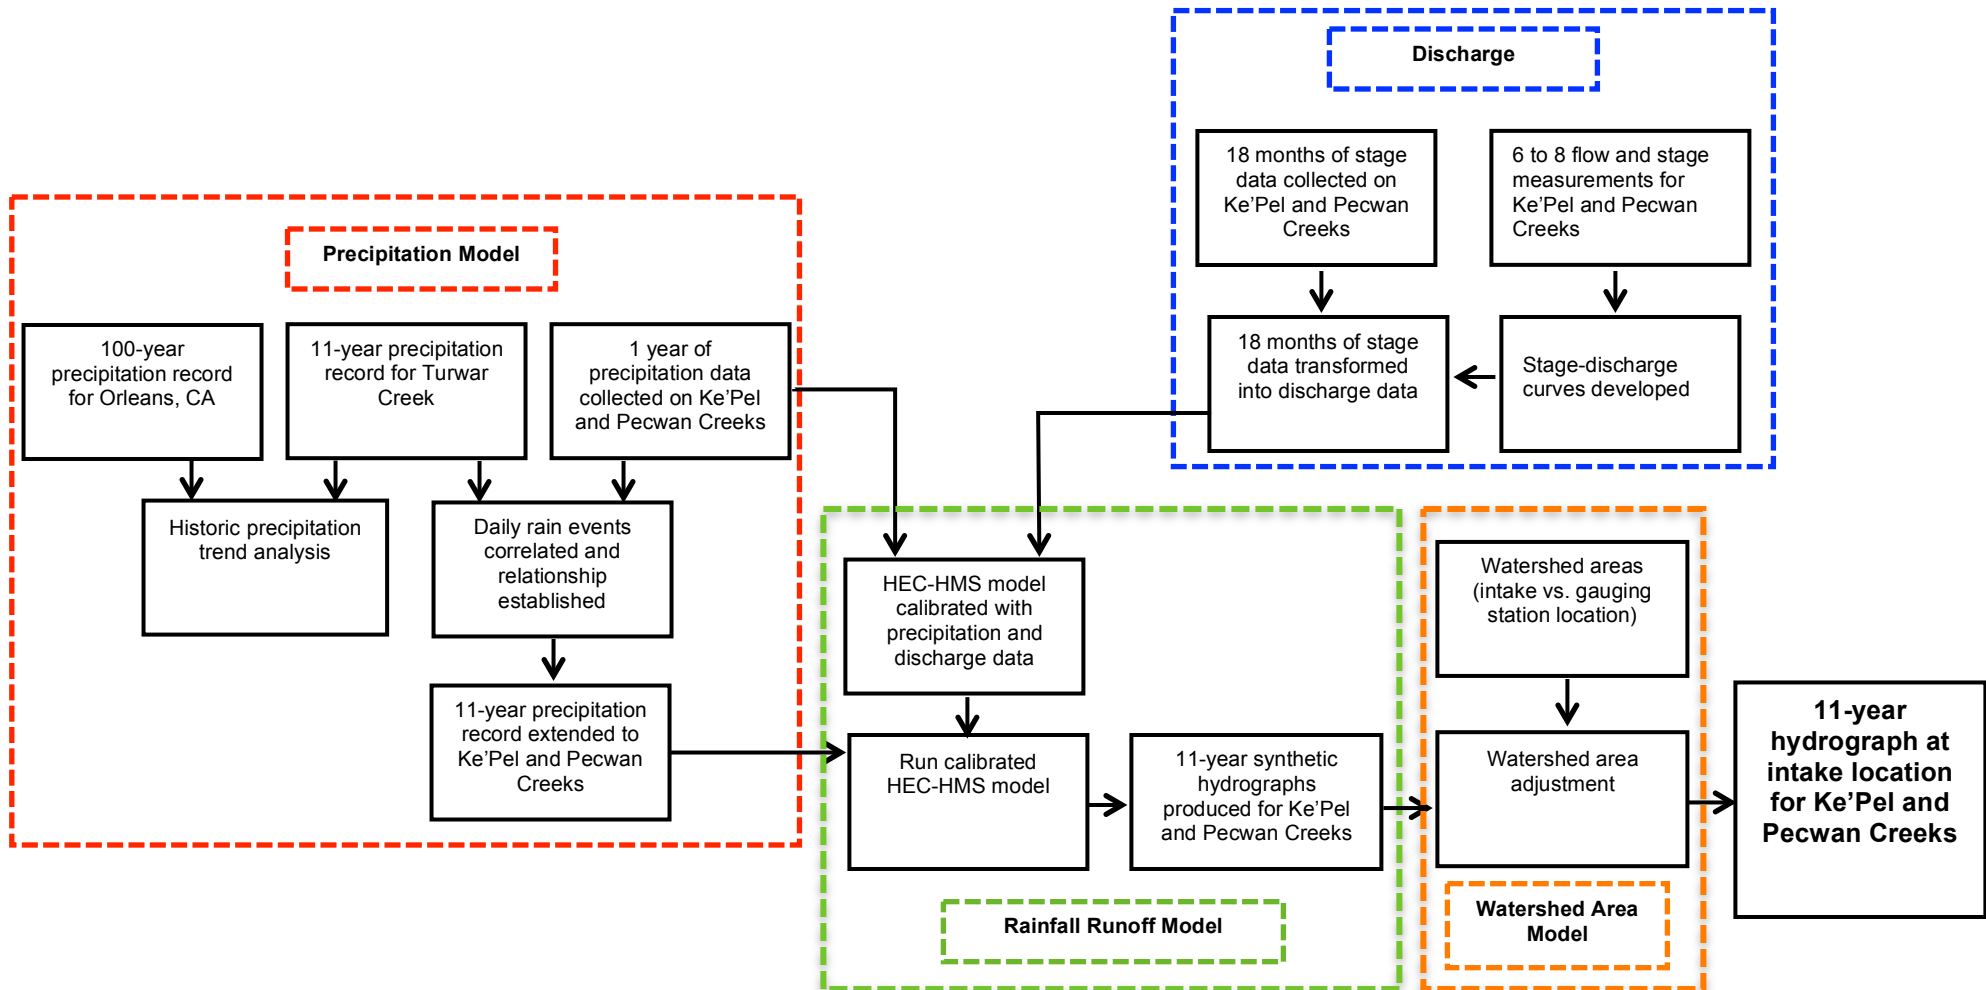 Discharge
18 months of stage
data collected on
Ke’Pel and Pecwan
Creeks
6 to 8 flow and stage
measurements for
Ke’Pel and Pecwan
Creeks
18 months of stage
data transformed
into discharge data
Stage-discharge
curves developed
Precipitation Model
100-year
precipitation record
for Orleans, CA
11-year precipitation
record for Turwar
Creek
1 year of
precipitation data
collected on Ke’Pel
and Pecwan Creeks
Historic precipitation
trend analysis
Daily rain events
correlated and
relationship
established
11-year precipitation
record extended to
Ke’Pel and Pecwan
Creeks
HEC-HMS model
calibrated with
precipitation and
discharge data
Run calibrated
HEC-HMS model
11-year synthetic
hydrographs
produced for Ke’Pel
and Pecwan Creeks
Rainfall Runoff Model
Watershed areas
(intake vs. gauging
station location)
Watershed area
adjustment
Watershed Area
Model
11-year
hydrograph at
intake location
for Ke’Pel and
Pecwan Creeks